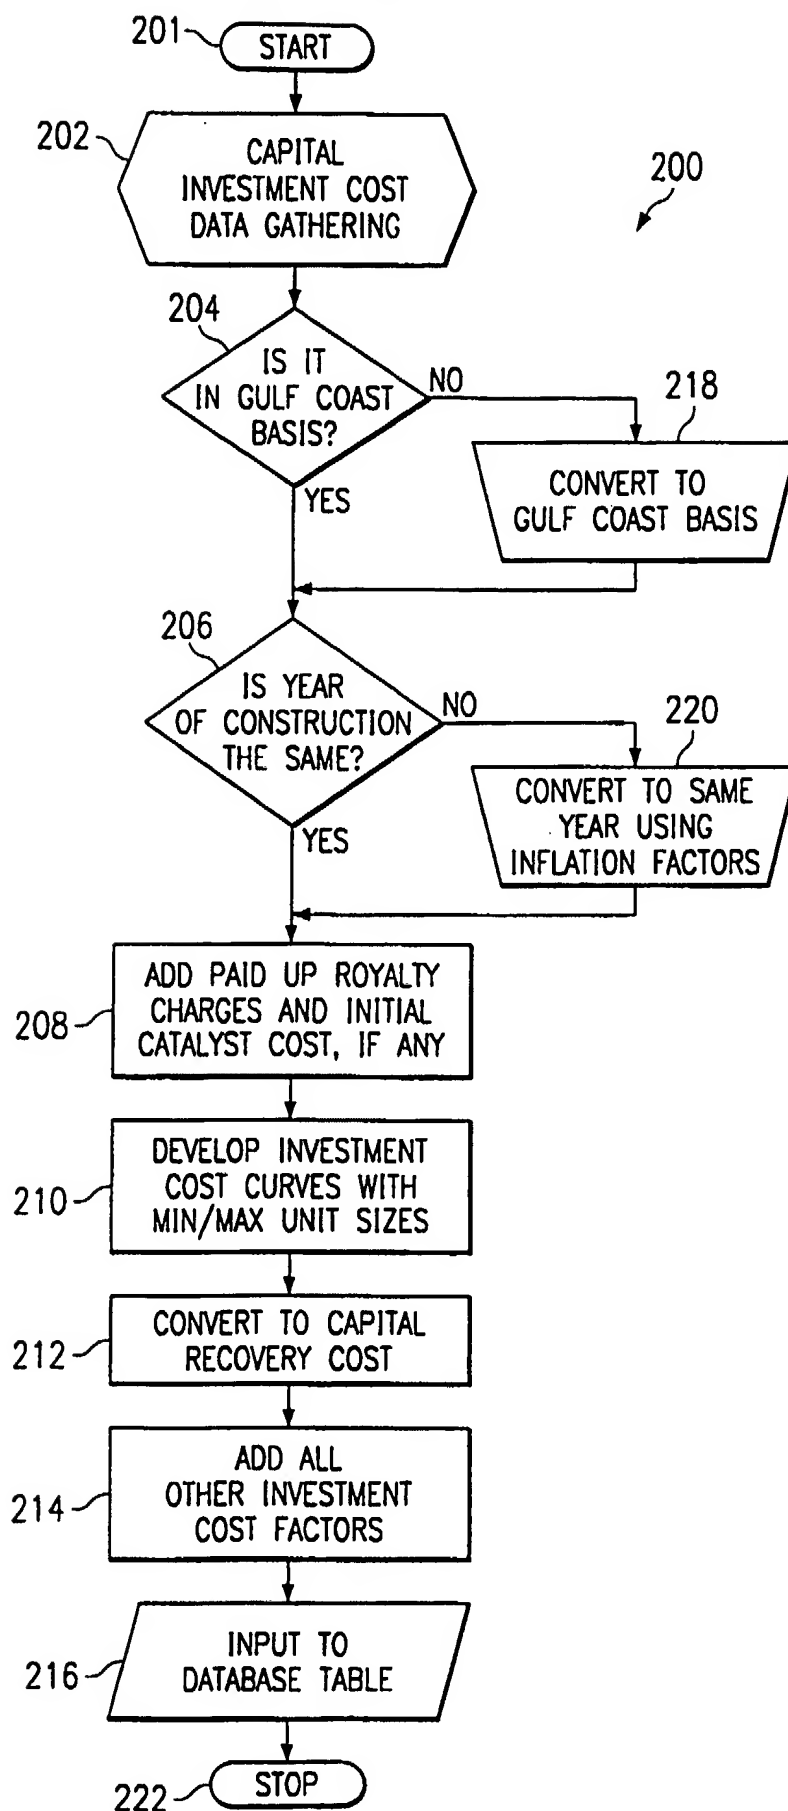 201
START
202
CAPITAL
INVESTMENT COST
DATA GATHERING
200
204
IS IT
IN GULF COAST
BASIS?
NO
YES
218
CONVERT TO
GULF COAST BASIS
206
IS YEAR
OF CONSTRUCTION
THE SAME?
NO
YES
220
CONVERT TO SAME
YEAR USING
INFLATION FACTORS
208
ADD PAID UP ROYALTY
CHARGES AND INITIAL
CATALYST COST, IF ANY
210
DEVELOP INVESTMENT
COST CURVES WITH
MIN/MAX UNIT SIZES
212
CONVERT TO CAPITAL
RECOVERY COST
214
ADD ALL
OTHER INVESTMENT
COST FACTORS
216
INPUT TO
DATABASE TABLE
222
STOP